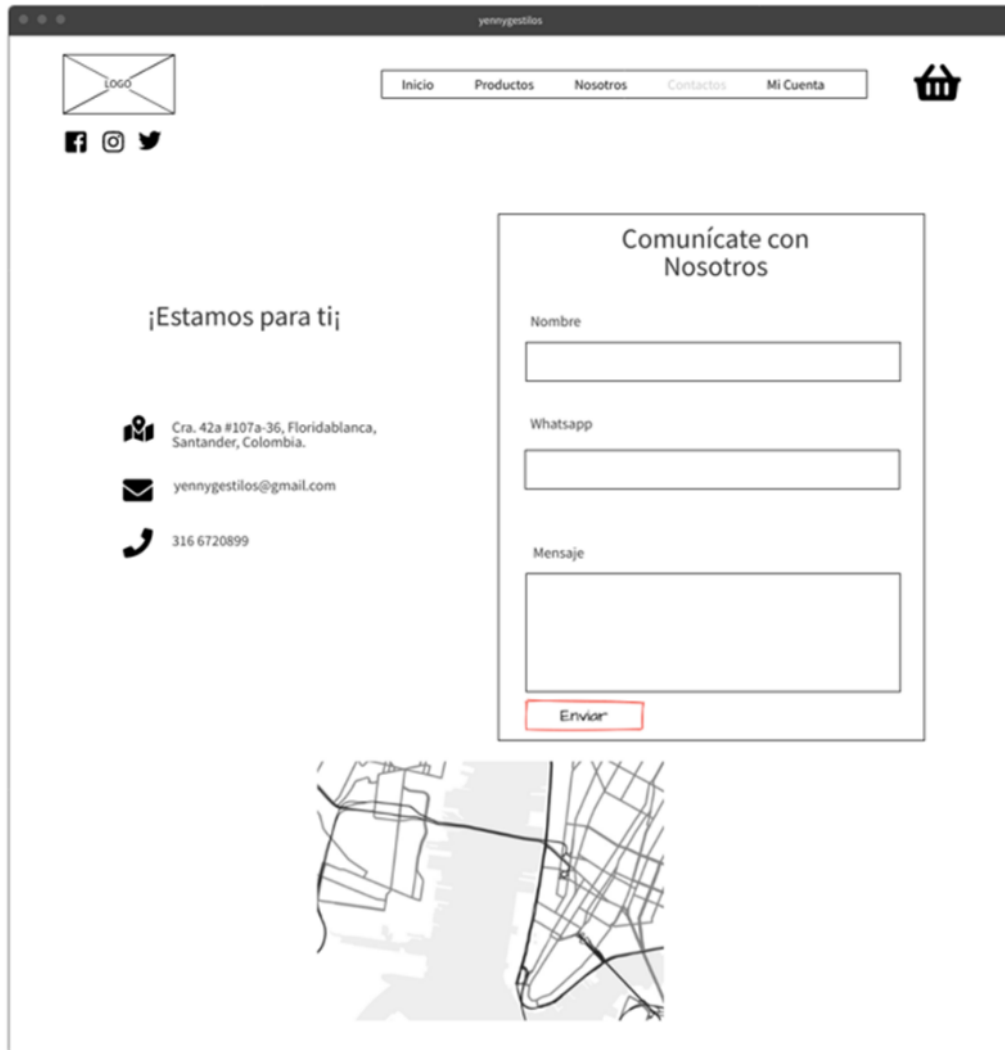 yennygestilos
LOGO
Inicio Productos Nosotros Contactos Mi Cuenta
¡Estamos para ti¡
Cra. 42a #107a-36, Floridablanca,
Santander, Colombia.
yennygestilos@gmail.com
316 6720899
Comunícate con
Nosotros
Nombre
Whatsapp
Mensaje
Enviar